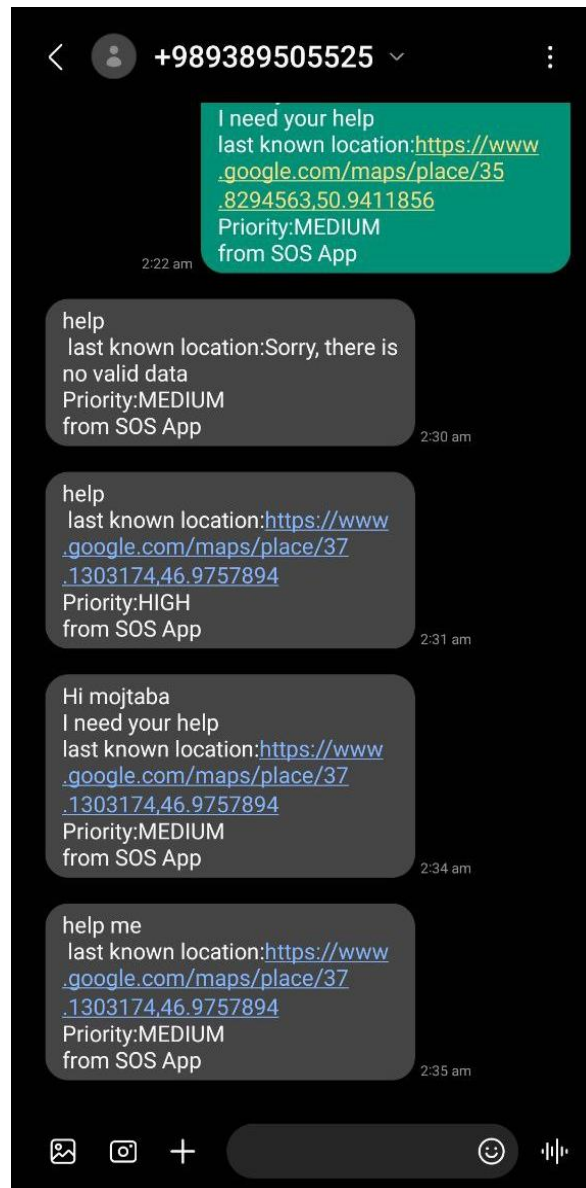 +989389505525
I need your help
last known location:https://www
.google.com/maps/place/35
.8294563,50.9411856
Priority:MEDIUM
from SOS App
2:22 am
help
last known location:Sorry, there is
no valid data
Priority:MEDIUM
from SOS App
2:30 am
help
last known location:https://www
.google.com/maps/place/37
.1303174,46.9757894
Priority:HIGH
from SOS App
2:31 am
Hi mojtaba
I need your help
last known location:https://www
.google.com/maps/place/37
.1303174,46.9757894
Priority:MEDIUM
from SOS App
2:34 am
help me
last known location:https://www
.google.com/maps/place/37
.1303174,46.9757894
Priority:MEDIUM
from SOS App
2:35 am